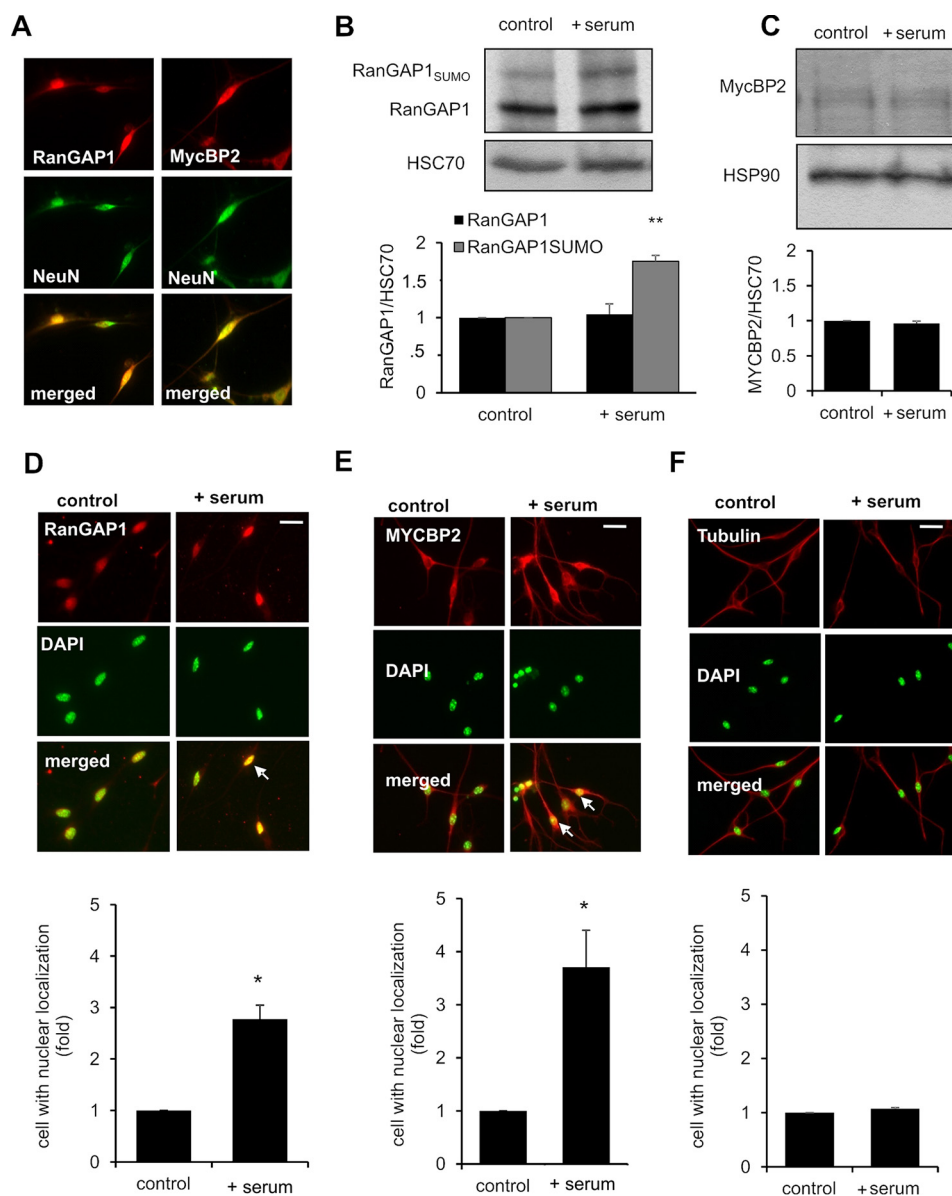 A
RanGAP1
MycBP2
NeuN
NeuN
merged
merged
B
control
+ serum
RanGAP1SUMO
RanGAP1
HSC70
RanGAP1
RanGAP1SUMO
**
RanGAP1/HSC70
2
1
.5
1
0
control
+ serum
C
control
+ serum
MycBP2
HSP90
MYCBP2/HSC70
2
1.5
1
0.5
0
control
+ serum
D
control
+ serum
RanGAP1
DAPI
merged
cell with nuclear localization
(fold)
5
4
3
2
1
0
*
control
+ serum
E
control
+ serum
MYCBP2
DAPI
merged
cell with nuclear localization
(fold)
5
4
3
2
1
0
*
control
+ serum
F
control
+ serum
Tubulin
DAPI
merged
cell with nuclear localization
(fold)
5
4
3
2
1
0
control
+ serum